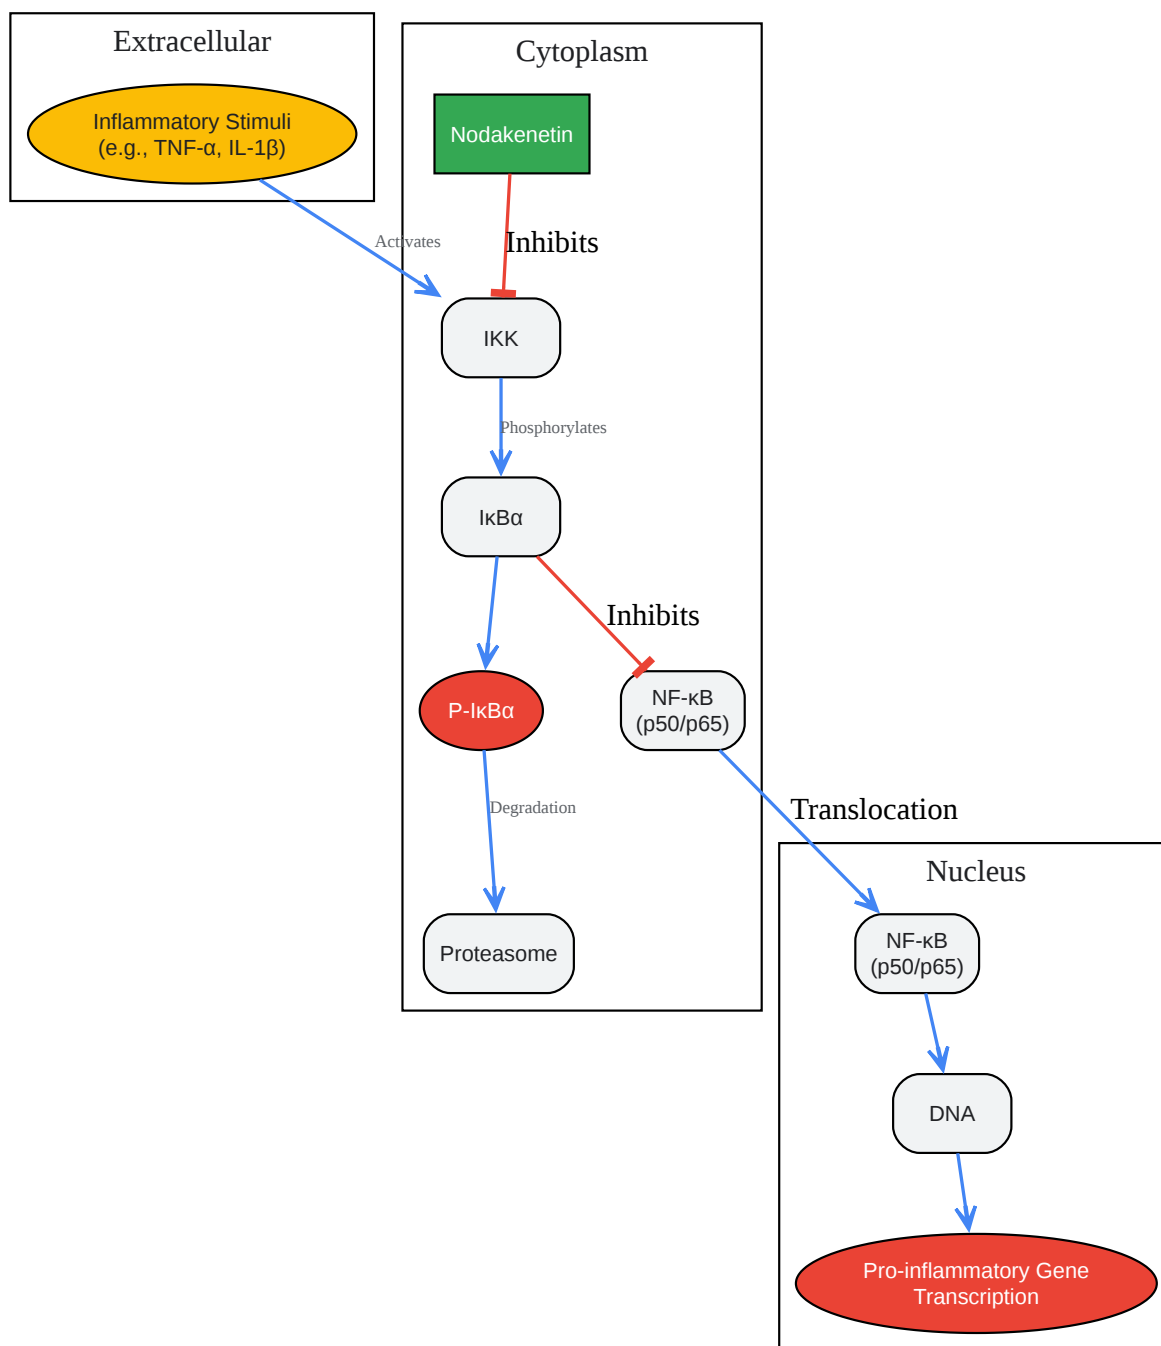 Extracellular
Inflammatory Stimuli
(e.g., TNF-α, IL-1β)
Cytoplasm
Nodakenetin
Activates
Inhibits
IKK
Phosphorylates
IκBα
Inhibits
P-IκBα
NF-κB
(p50/p65)
Degradation
Translocation
Proteasome
Nucleus
NF-κB
(p50/p65)
DNA
Pro-inflammatory Gene
Transcription